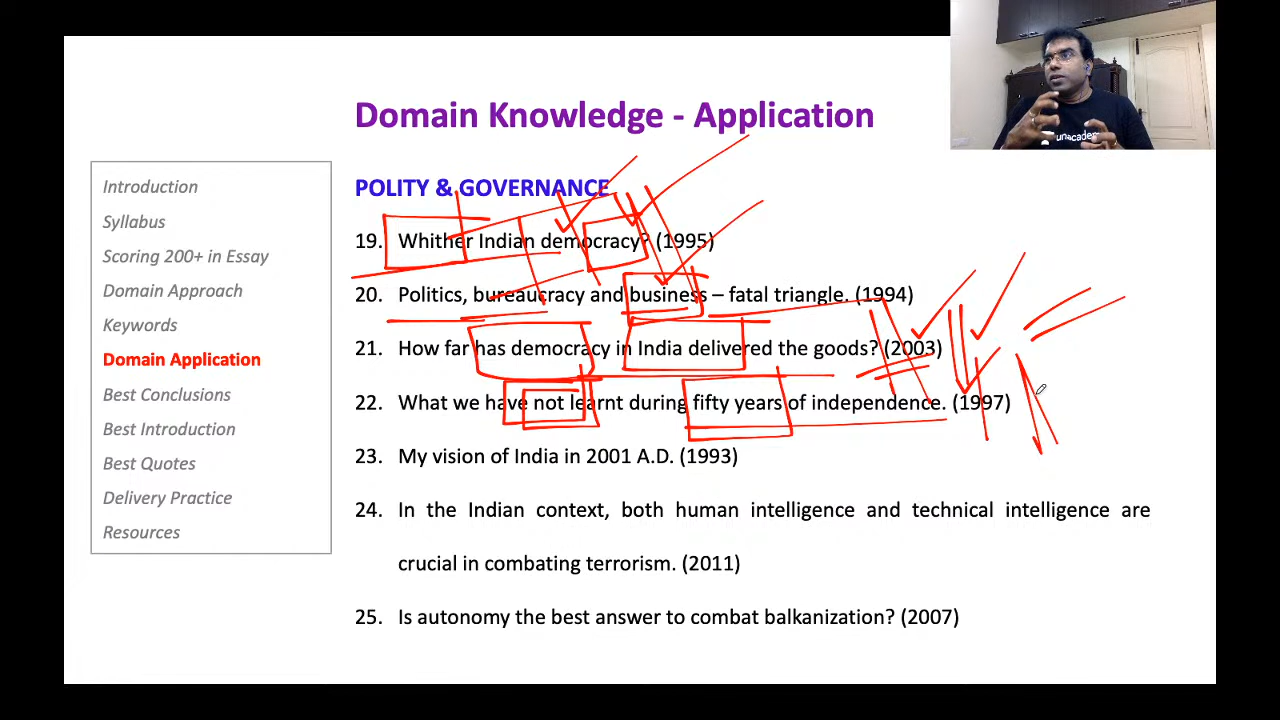 Domain Knowledge - Application
unacade
Introduction
Syllabus
Scoring 200+ in Essay
Domain Approach
Keywords
Domain Application
Best Conclusions
Best Introduction
Best Quotes
Delivery Practice
Resources
POLITY & GOVERNANCE
19. Whither Indian democracy? (1995)
20. Politics, bureaucracy and business – fatal triangle. (1994)
21. How far has democracy in India delivered the goods? (2003)
22. What we have not learnt during fifty years of independence. (1997)
23. My vision of India in 2001 A.D. (1993)
24. In the Indian context, both human intelligence and technical intelligence are
crucial in combating terrorism. (2011)
25. Is autonomy the best answer to combat balkanization? (2007)